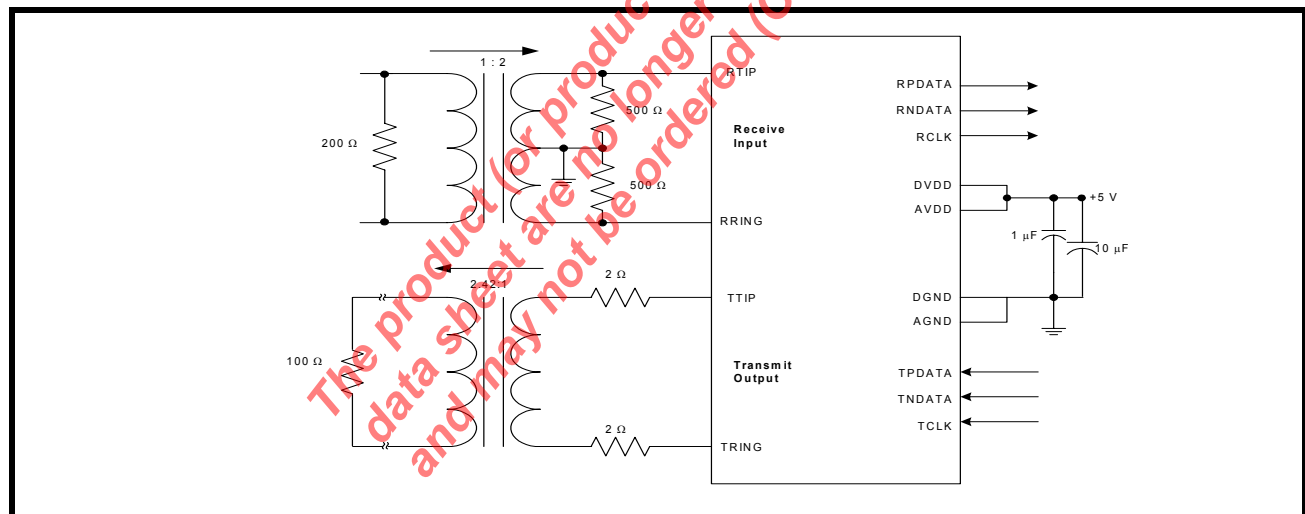 1 : 2
RTIP
200 Ω
500 Ω
500 Ω
Receive
Input
RRING
2.42:1
2 Ω
TTIP
100 Ω
Transmit
Output
2 Ω
TRING
RPDATA
RNDATA
RCLK
DVDD
AVDD
+5 V
1 µF
10 µF
DGND
AGND
TPDATA
TNDATA
TCLK
The product (or product
data sheet are no longer
and may not be ordered (